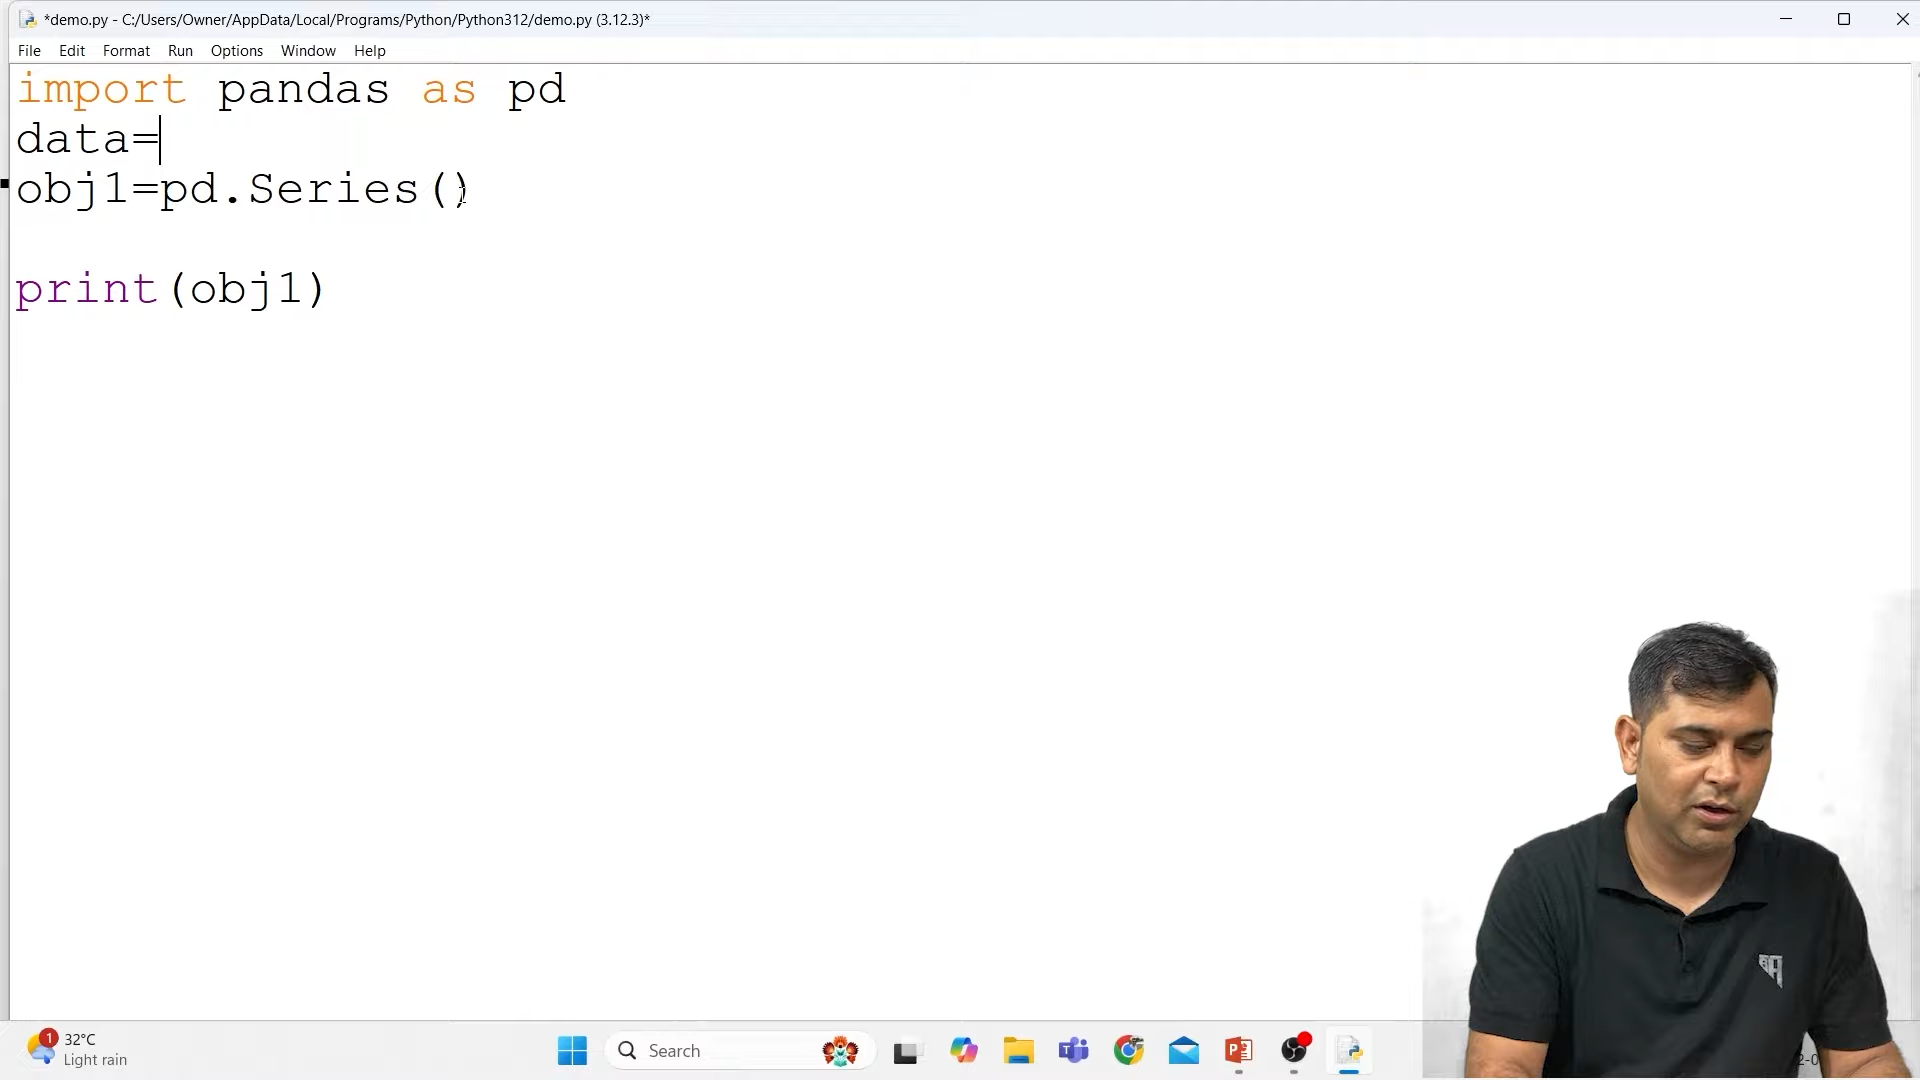 *demo.py - C:/Users/Owner/AppData/Local/Programs/Python/Python312/demo.py (3.12.3)*
File Edit Format Run Options Window Help
import pandas as pd
data=
obj1=pd.Series()
print(obj1)
1
32°C
Light rain
Search